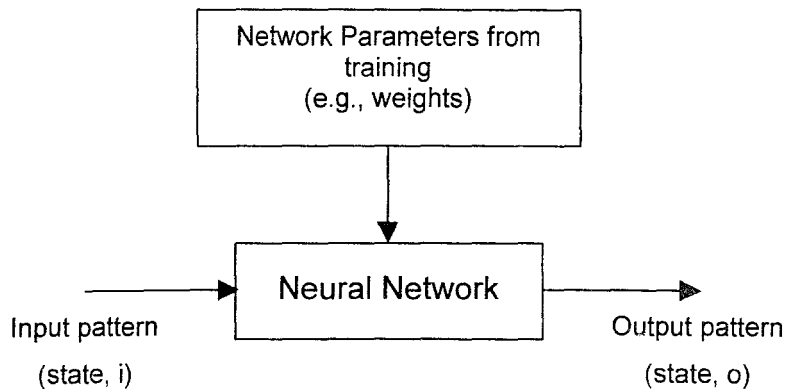 Network Parameters from
training
(e.g., weights)
Neural Network
Input pattern
(state, i)
Output pattern
(state, o)